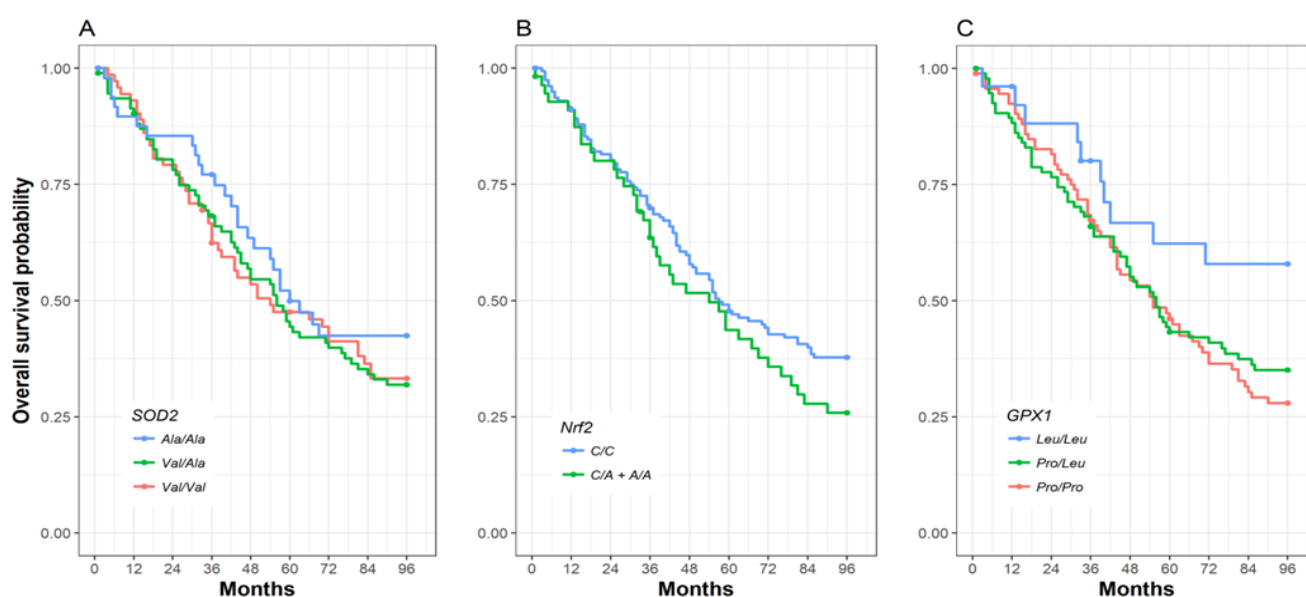 A
B
C
Overall survival probability
1.00
0.75
0.50
0.25
0.00
SOD2
Ala/Ala
Val/Ala
Val/Val
0 12 24 36 48 60 72 84 96
Months
1.00
0.75
0.50
0.25
0.00
Nrf2
C/C
C/A + A/A
0 12 24 36 48 60 72 84 96
Months
1.00
0.75
0.50
0.25
0.00
GPX1
Leu/Leu
Pro/Leu
Pro/Pro
0 12 24 36 48 60 72 84 96
Months